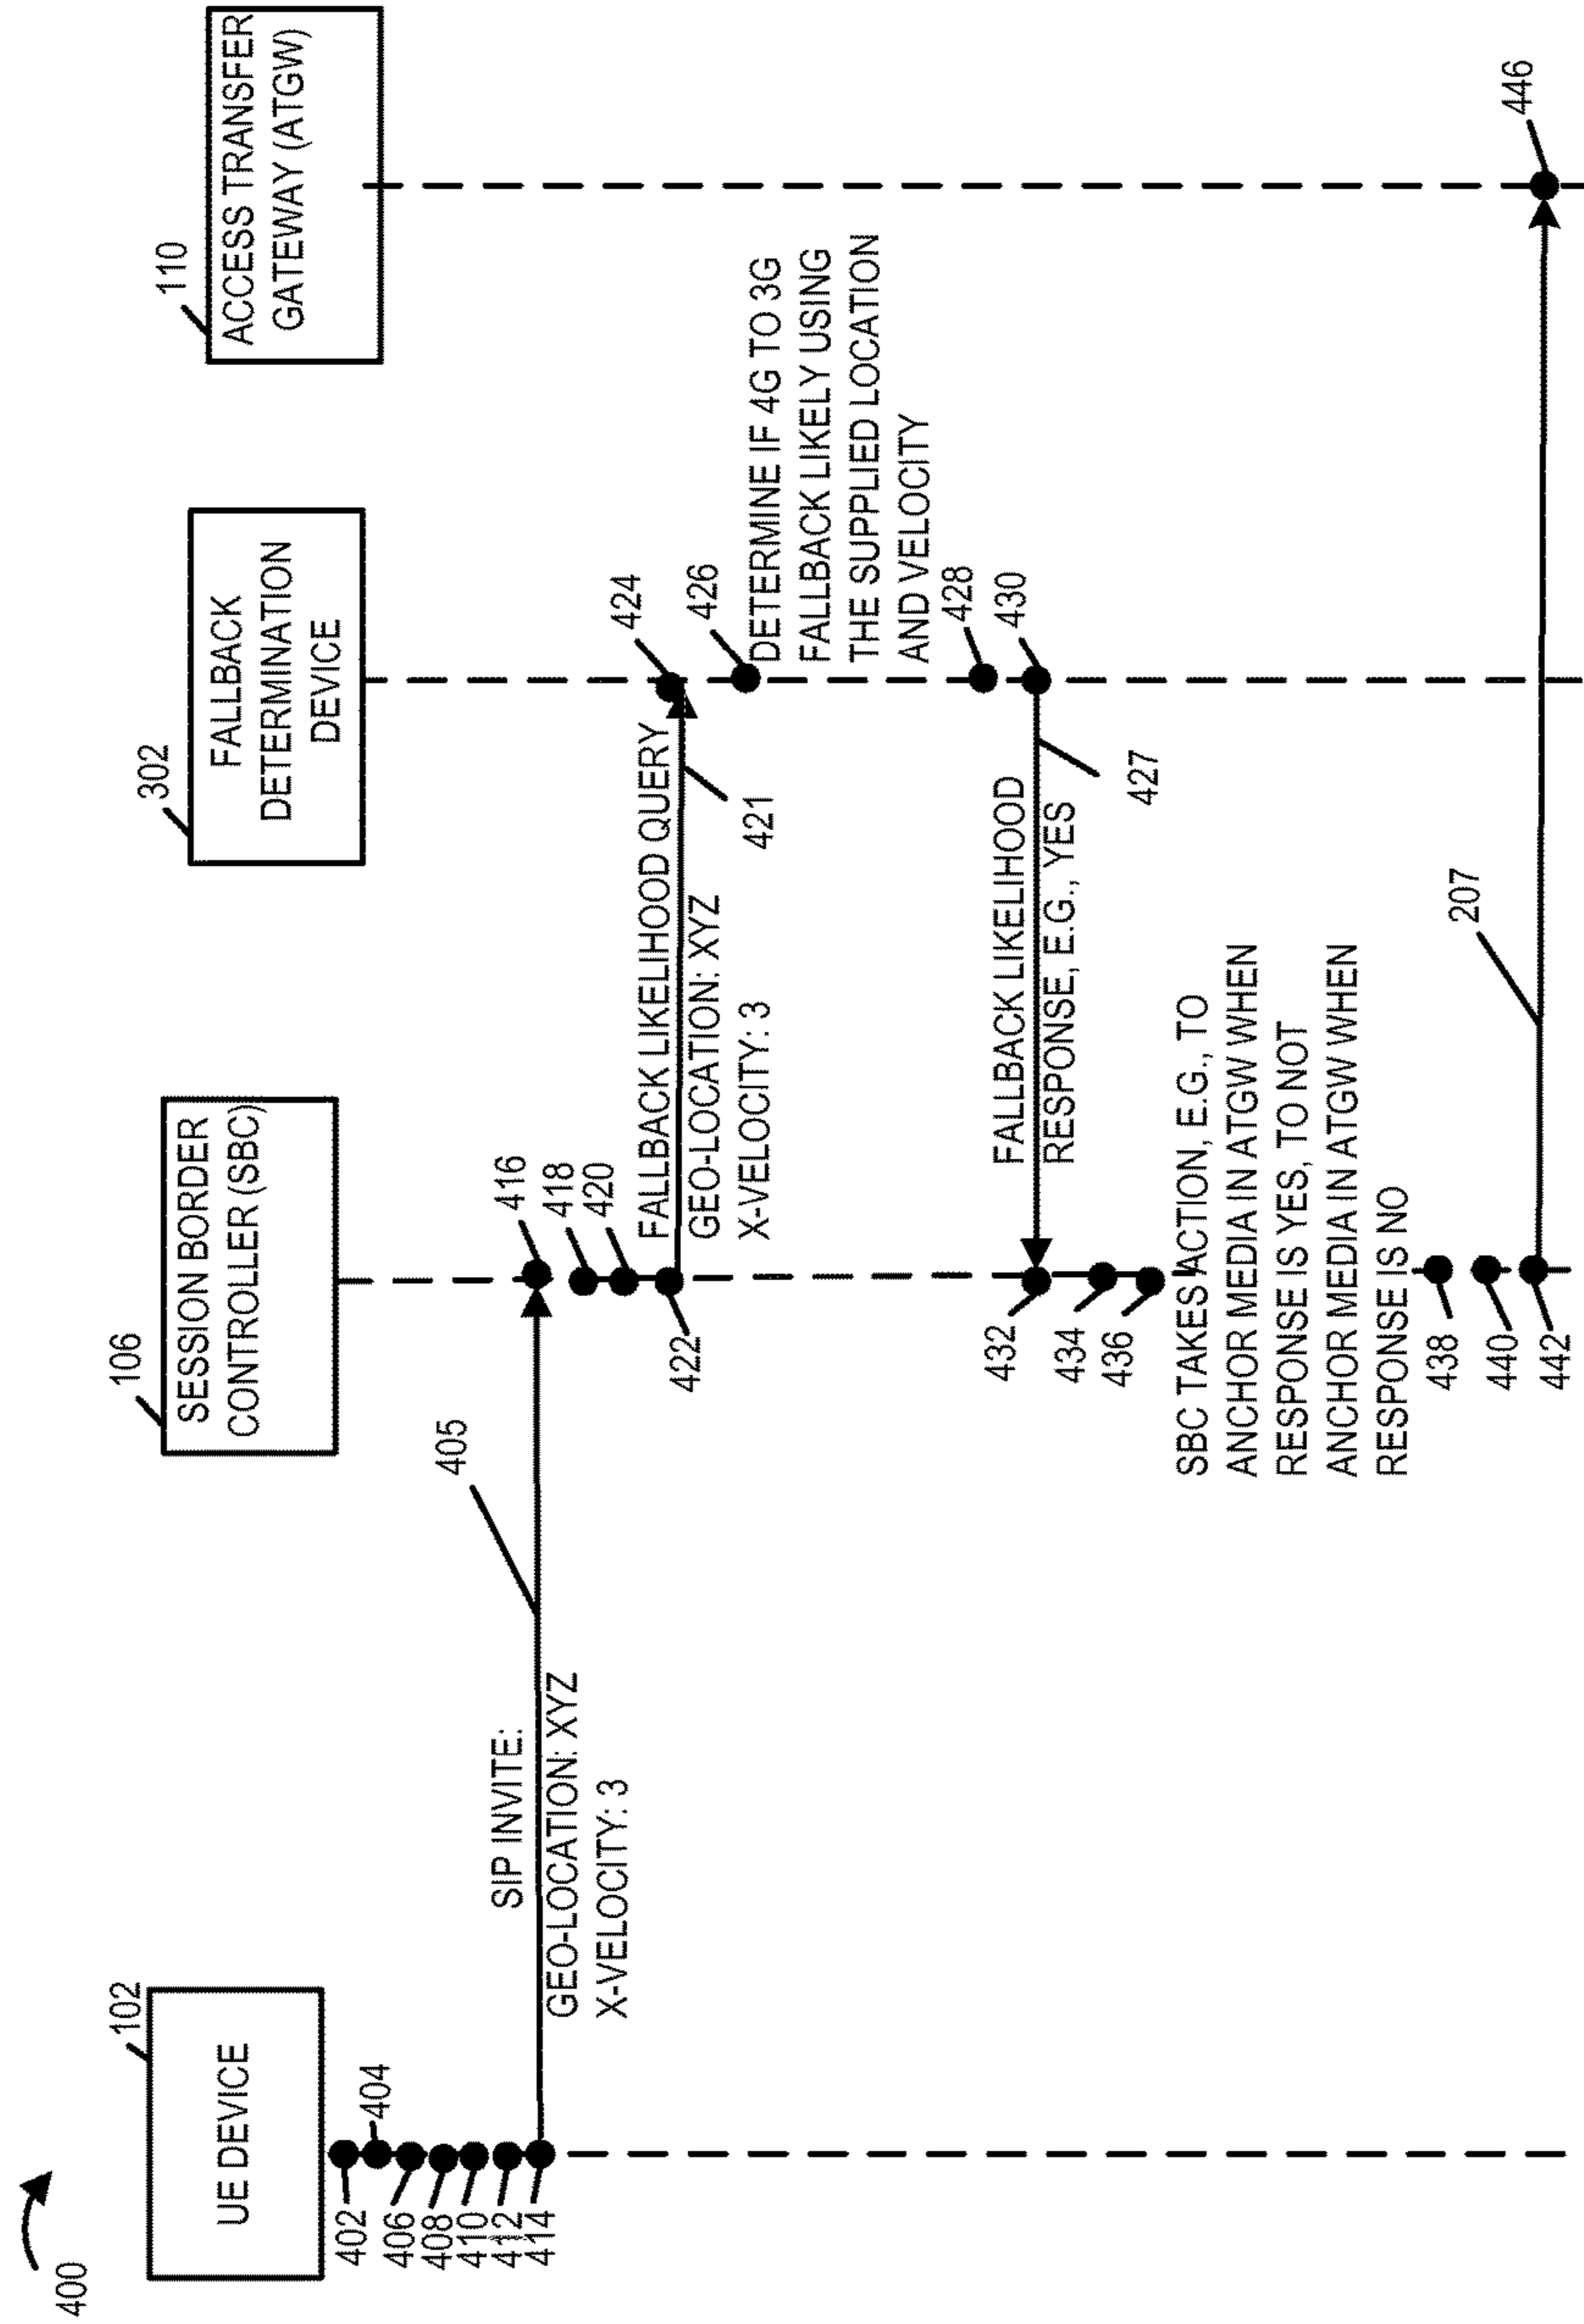 400
102
UE DEVICE
106
SESSION BORDER
CONTROLLER (SBC)
302
FALLBACK
DETERMINATION
DEVICE
110
ACCESS TRANSFER
GATEWAY (ATGW)
402
404
406
408
410
412
414
SIP INVITE:
GEO-LOCATION: XYZ
X-VELOCITY: 3
405
416
418
420
422
FALLBACK LIKELIHOOD QUERY
GEO-LOCATION: XYZ
X-VELOCITY: 3
421
424
426
DETERMINE IF 4G TO 3G
FALLBACK LIKELY USING
THE SUPPLIED LOCATION
AND VELOCITY
428
430
FALLBACK LIKELIHOOD
RESPONSE, E.G., YES
427
432
434
436
SBC TAKES ACTION, E.G., TO
ANCHOR MEDIA IN ATGW WHEN
RESPONSE IS YES, TO NOT
ANCHOR MEDIA IN ATGW WHEN
RESPONSE IS NO
438
440
442
207
446